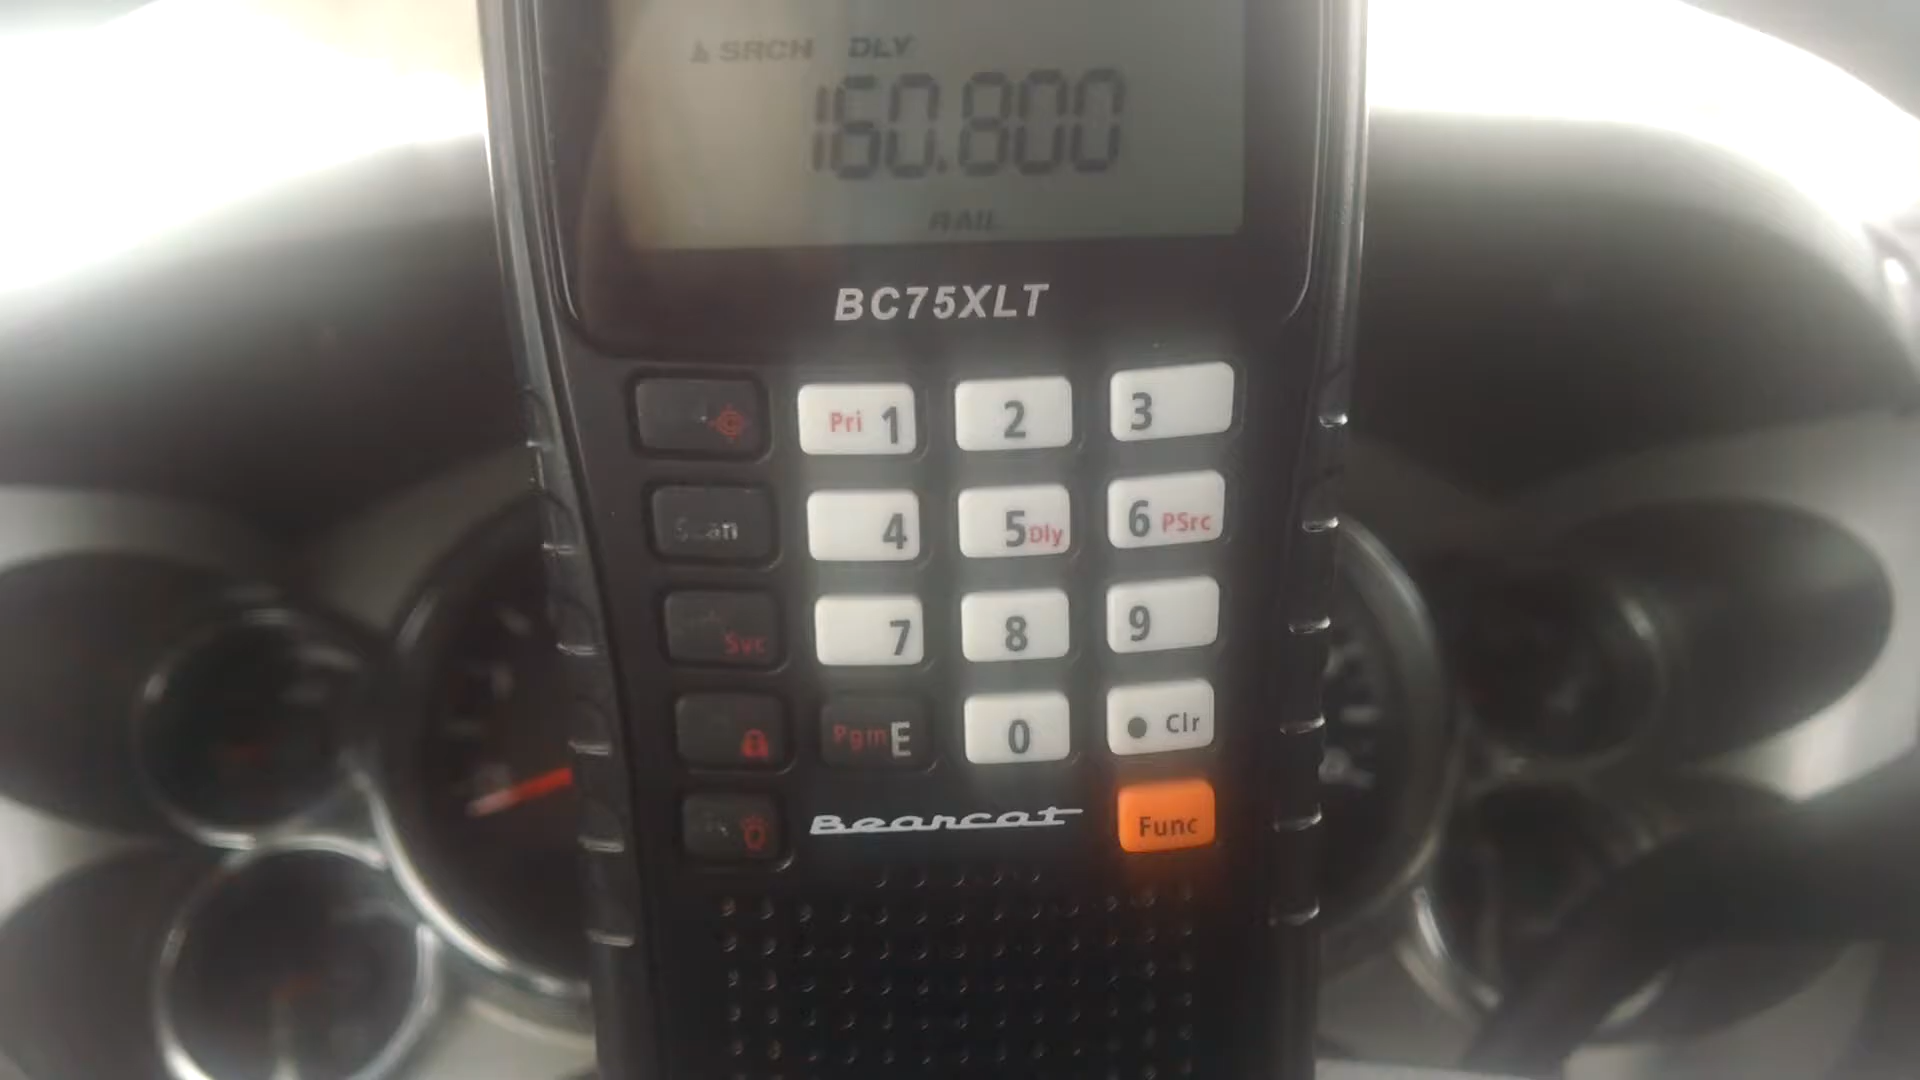 SRCH DLY
160.800
RAIL
BC75XLT
Pri 1 2 3
Scan 4 5 Dly 6 PSrc
Svc 7 8 9
Pgm E 0 • Clr
Bearcat Func